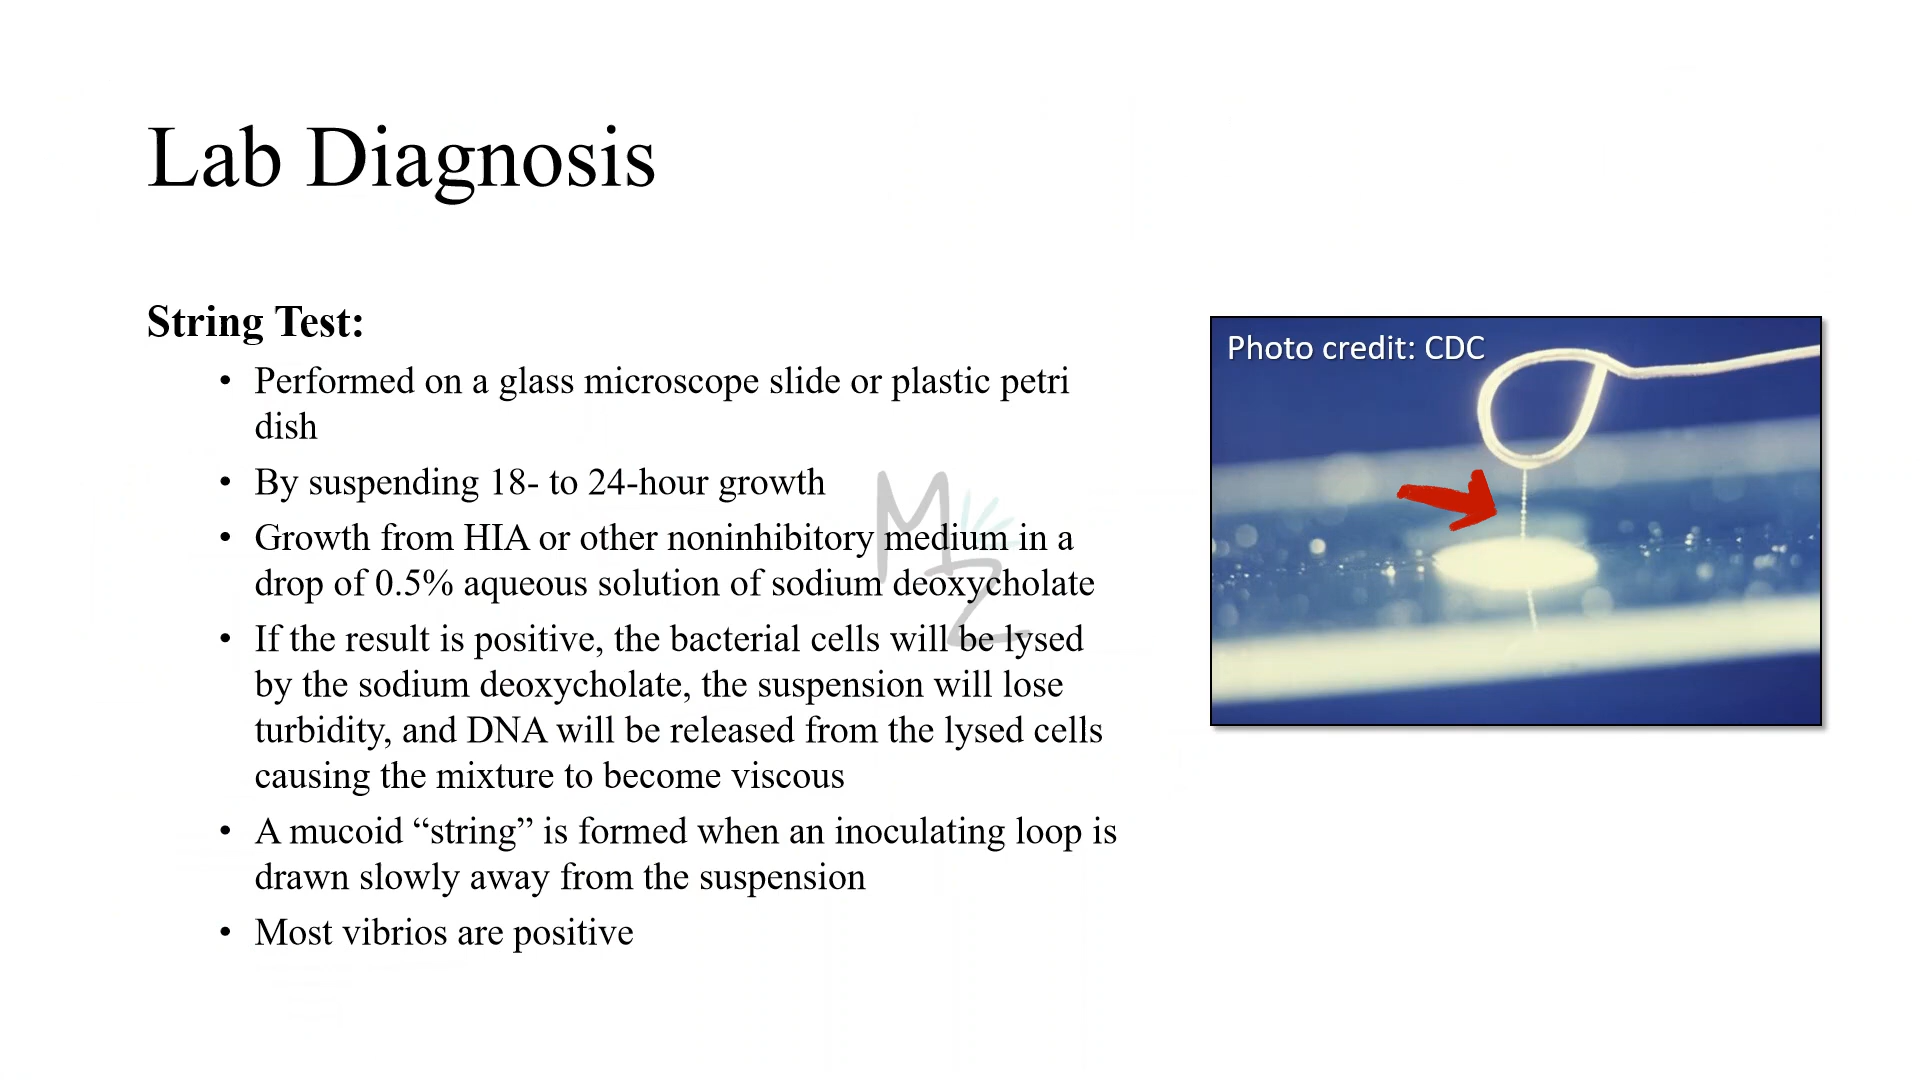 Lab Diagnosis
String Test:
• Performed on a glass microscope slide or plastic petri
dish
• By suspending 18- to 24-hour growth
• Growth from HIA or other noninhibitory medium in a
drop of 0.5% aqueous solution of sodium deoxycholate
• If the result is positive, the bacterial cells will be lysed
by the sodium deoxycholate, the suspension will lose
turbidity, and DNA will be released from the lysed cells
causing the mixture to become viscous
• A mucoid “string” is formed when an inoculating loop is
drawn slowly away from the suspension
• Most vibrios are positive
Photo credit: CDC
MZ